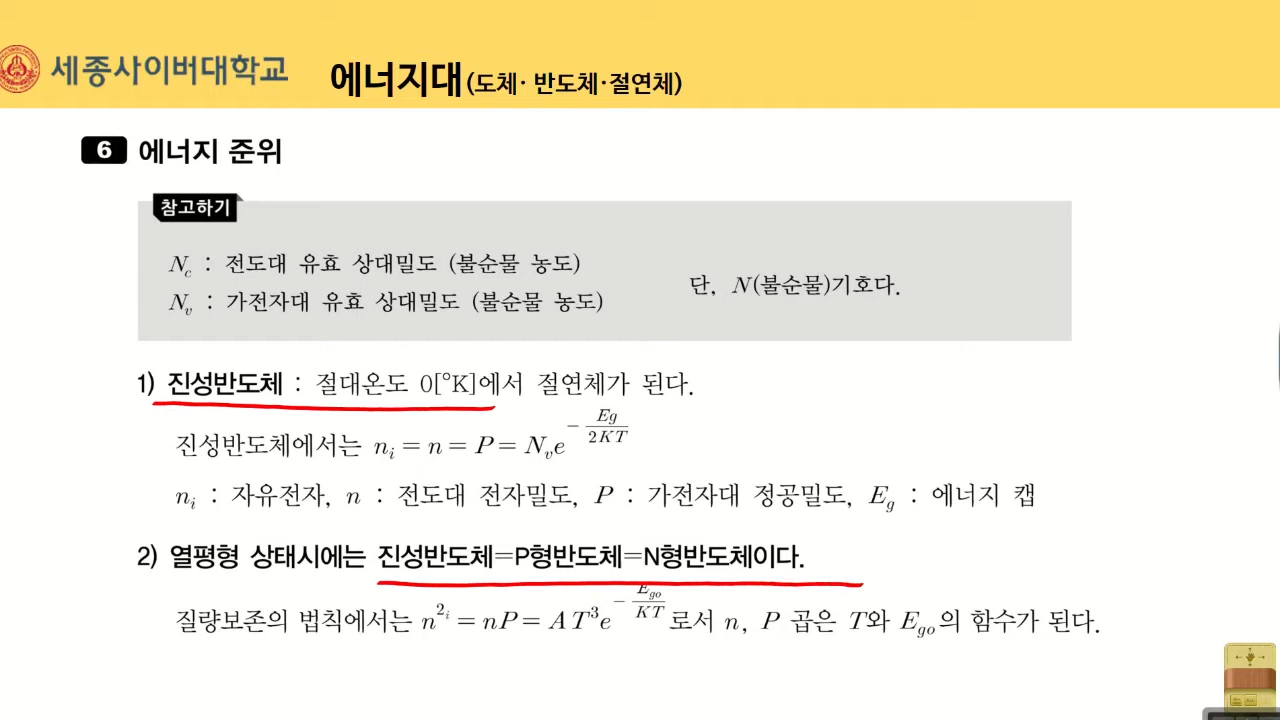 세종사이버대학교
에너지대(도체· 반도체·절연체)
6 에너지 준위
참고하기
N_c : 전도대 유효 상대밀도 (불순물 농도)
N_v : 가전자대 유효 상대밀도 (불순물 농도)
단, N(불순물)기호다.
1) 진성반도체 : 절대온도 0[°K]에서 절연체가 된다.
진성반도체에서는 n_i = n = P = N_v e^{-\frac{Eg}{2KT}}
n_i : 자유전자, n : 전도대 전자밀도, P : 가전자대 정공밀도, E_g : 에너지 캡
2) 열평형 상태시에는 진성반도체=P형반도체=N형반도체이다.
질량보존의 법칙에서는 n^{2_i} = nP = A T^3 e^{-\frac{E_{go}}{KT}}로서 n, P 곱은 T와 E_{go}의 함수가 된다.